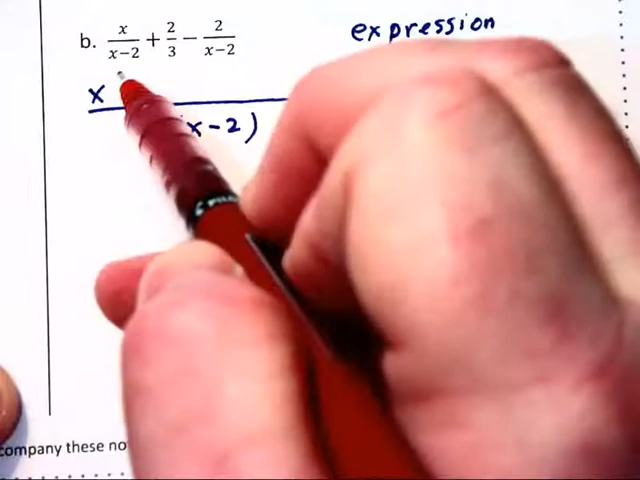 expression
b. x/(x−2) + 2/3 − 2/(x−2)
x
x - 2)
company these no